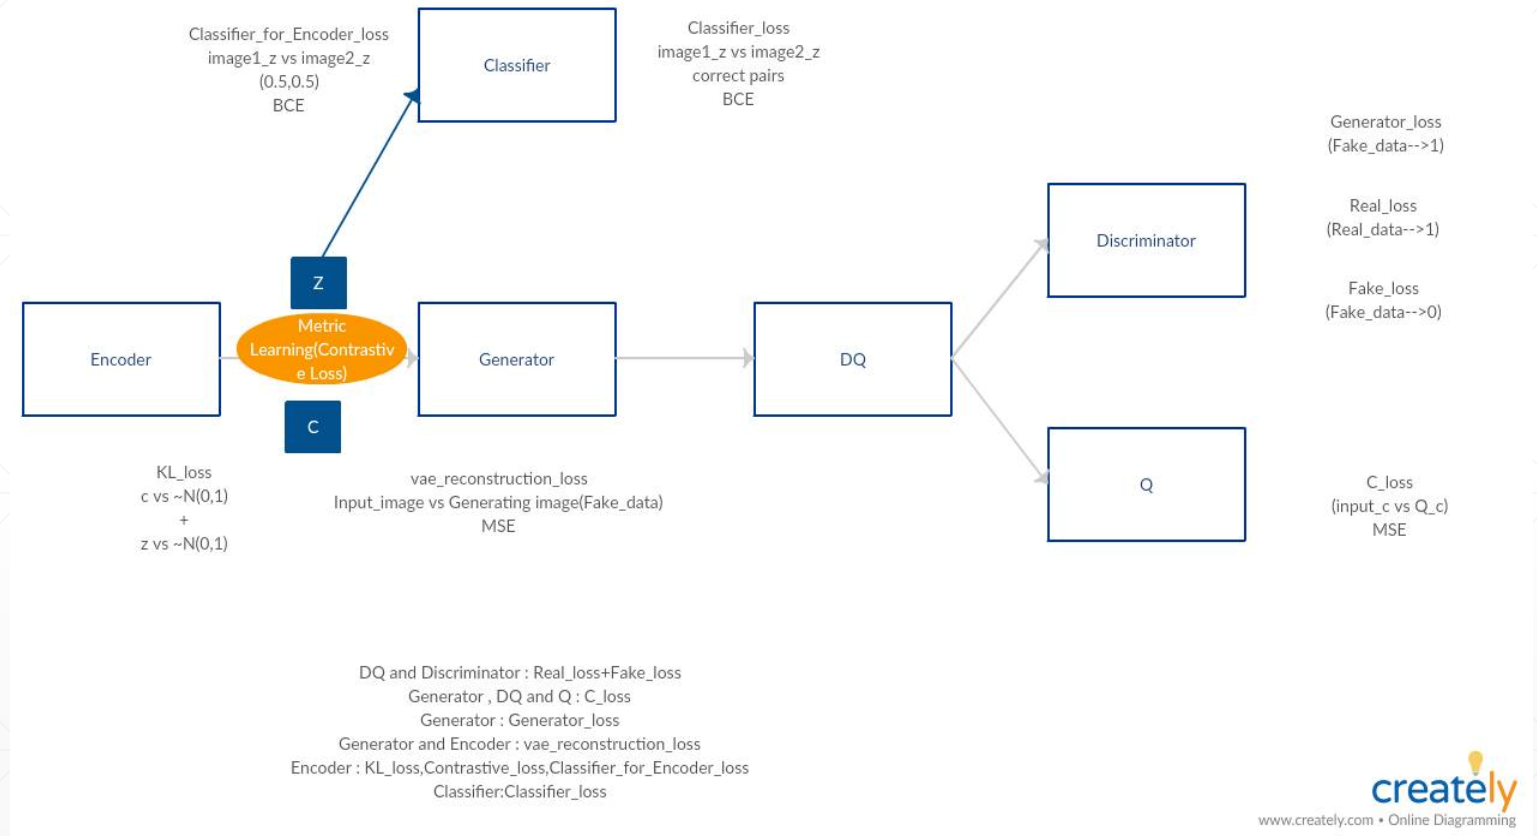 Classifier_for_Encoder_loss
image1_z vs image2_z
(0.5,0.5)
BCE
Classifier
Classifier_loss
image1_z vs image2_z
correct pairs
BCE
Generator_loss
(Fake_data-->1)
Real_loss
(Real_data-->1)
Fake_loss
(Fake_data-->0)
Discriminator
Z
Encoder
Metric
Learning(Contrastiv
e Loss)
Generator
DQ
C
Q
KL_loss
c vs ~N(0,1)
+
z vs ~N(0,1)
vae_reconstruction_loss
Input_image vs Generating image(Fake_data)
MSE
C_loss
(input_c vs Q_c)
MSE
DQ and Discriminator : Real_loss+Fake_loss
Generator , DQ and Q : C_loss
Generator : Generator_loss
Generator and Encoder : vae_reconstruction_loss
Encoder : KL_loss,Contrastive_loss,Classifier_for_Encoder_loss
Classifier:Classifier_loss
creately
www.creately.com • Online Diagramming